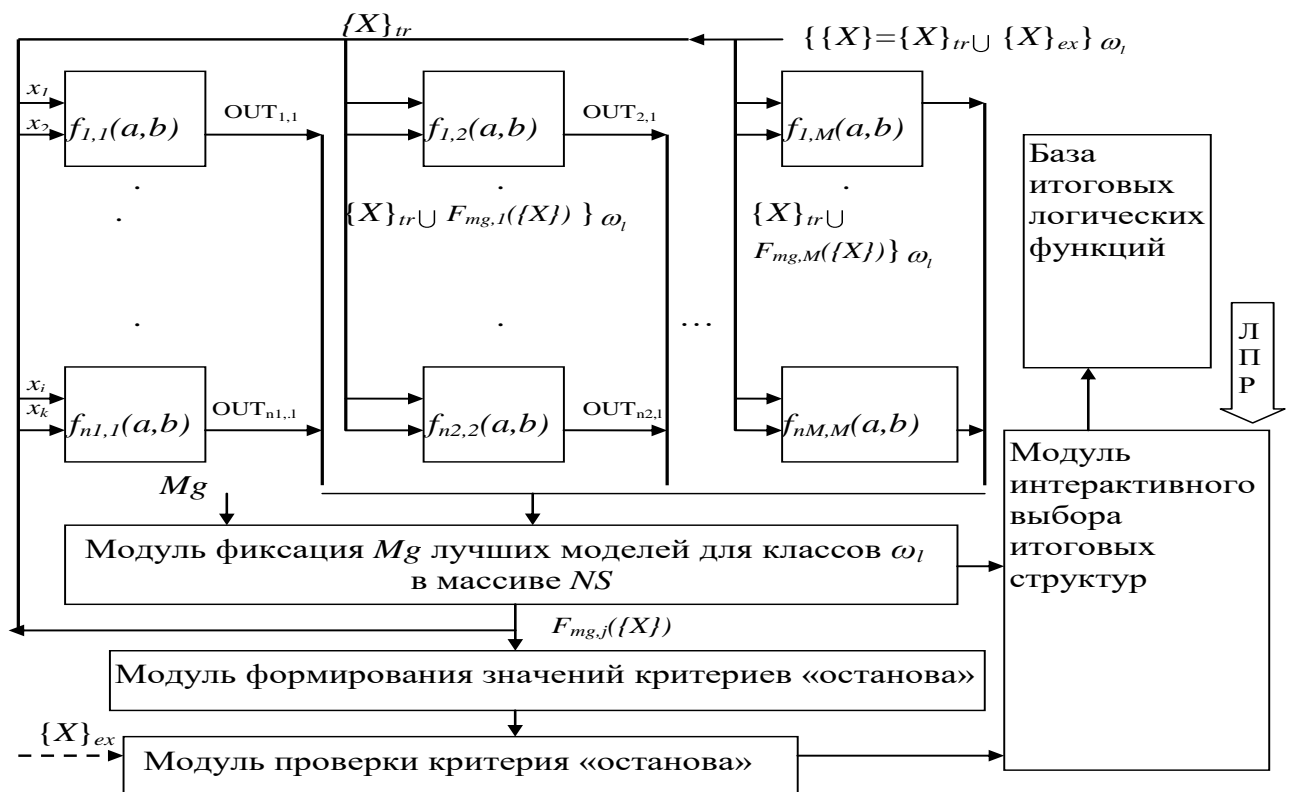 {X}tr
{ {X}={X}tr∪ {X}ex} ωl
x1
x2
f1,1(a,b)
OUT1,1
f1,2(a,b)
OUT2,1
f1,M(a,b)
База
итоговых
логических
функций
{X}tr∪ Fmg,1({X}) } ωl
{X}tr∪
Fmg,M({X})} ωl
...
Л
П
Р
xi
xk
fn1,1(a,b)
OUTn1,.l
fn2,2(a,b)
OUTn2,l
fnM,M(a,b)
Mg
Модуль
интерактивного
выбора
итоговых
структур
Модуль фиксация Mg лучших моделей для классов ωl
в массиве NS
Fmg,j({X})
Модуль формирования значений критериев «останова»
{X}ex
Модуль проверки критерия «останова»